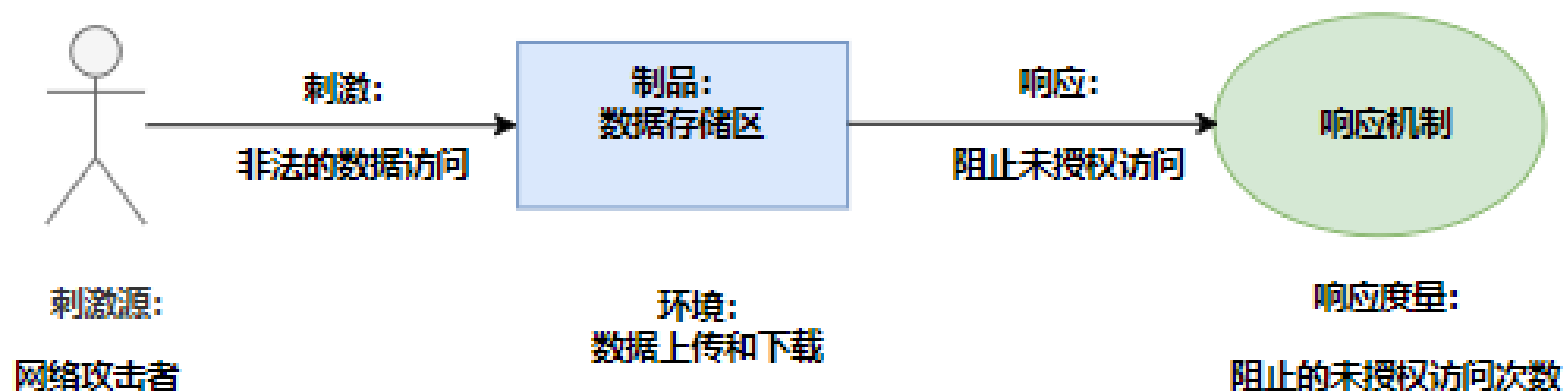 刺激:
非法的数据访问
制品:
数据存储区
响应:
阻止未授权访问
响应机制
刺激源:
网络攻击者
环境:
数据上传和下载
响应度量:
阻止的未授权访问次数